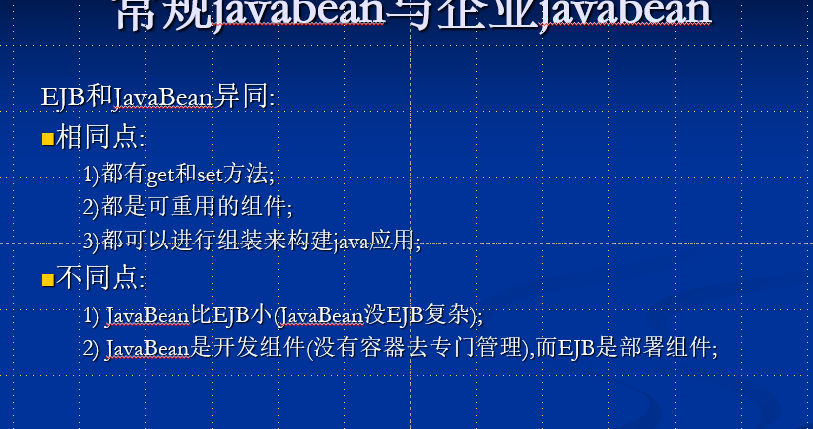 常规javabean与企业javabean
EJB和JavaBean异同:
相同点:
1)都有get和set方法;
2)都是可重用的组件;
3)都可以进行组装来构建java应用;
不同点:
1) JavaBean比EJB小(JavaBean没EJB复杂);
2) JavaBean是开发组件(没有容器去专门管理),而EJB是部署组件;